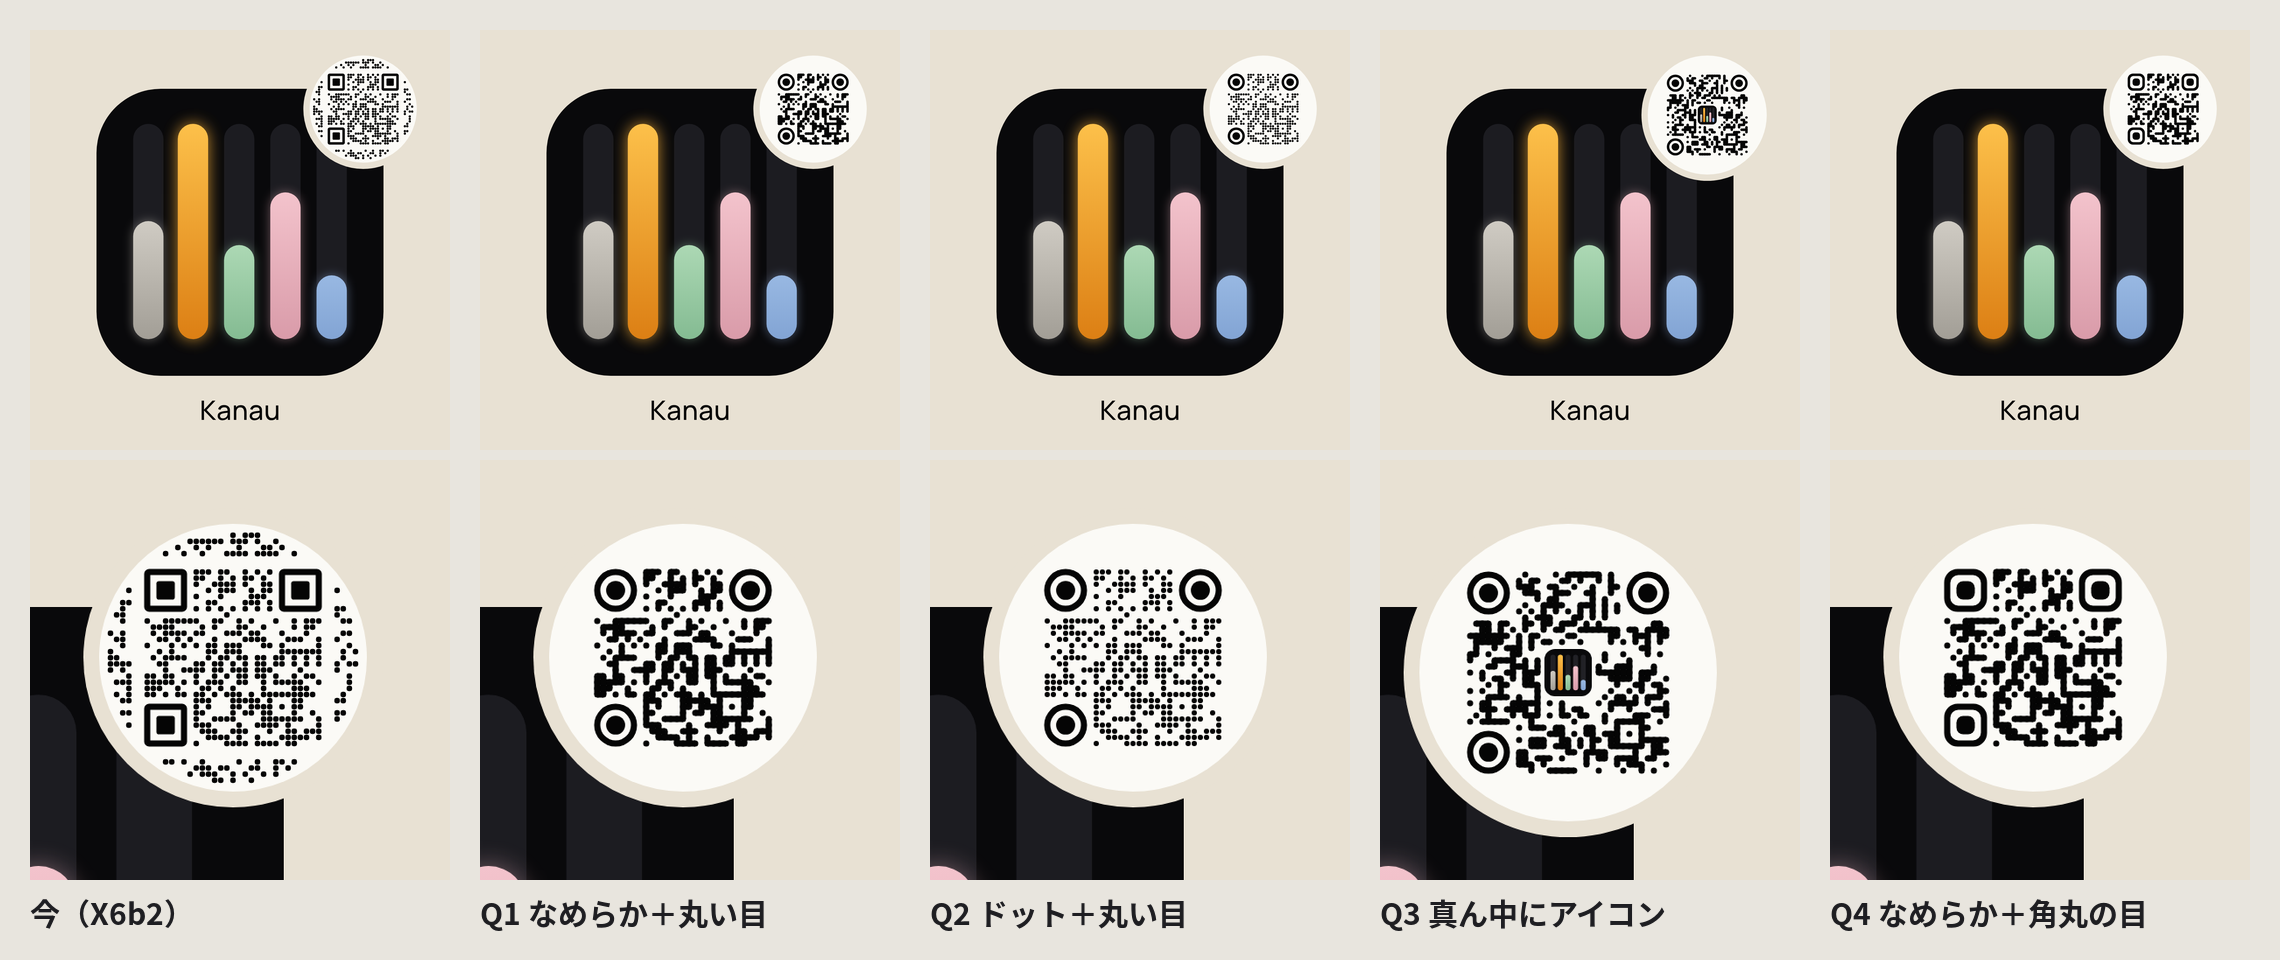 Kanau
Kanau
Kanau
Kanau
Kanau
今（X6b2）
Q1 なめらか＋丸い目
Q2 ドット＋丸い目
Q3 真ん中にアイコン
Q4 なめらか＋角丸の目